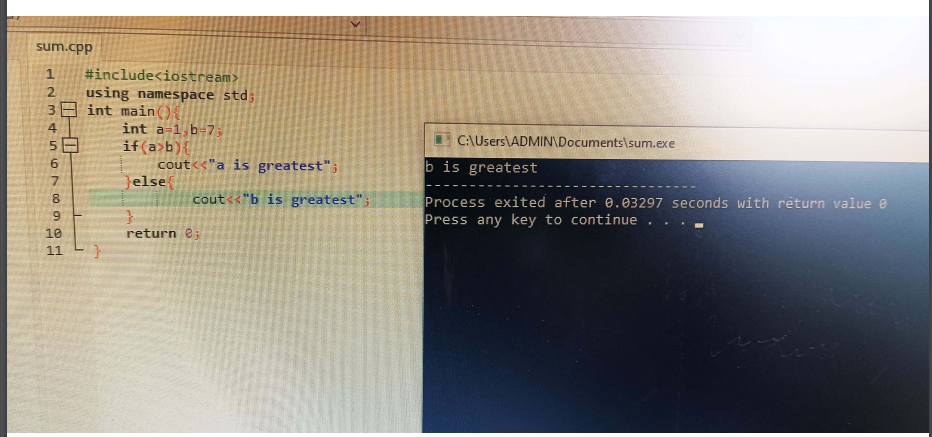 sum.cpp
1 #include<iostream>
2 using namespace std;
3 int main(){
4 int a=1,b=7;
5 if(a>b){
6 cout<<"a is greatest";
7 }else{
8 cout<<"b is greatest";
9 }
10 return 0;
11 }
C:\Users\ADMIN\Documents\sum.exe
b is greatest
--------------------------------
Process exited after 0.03297 seconds with return value 0
Press any key to continue . . .